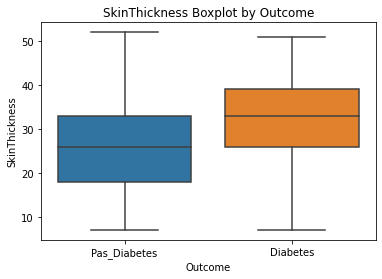 SkinThickness Boxplot by Outcome
SkinThickness
50
40
30
20
10
Pas_Diabetes Diabetes
Outcome